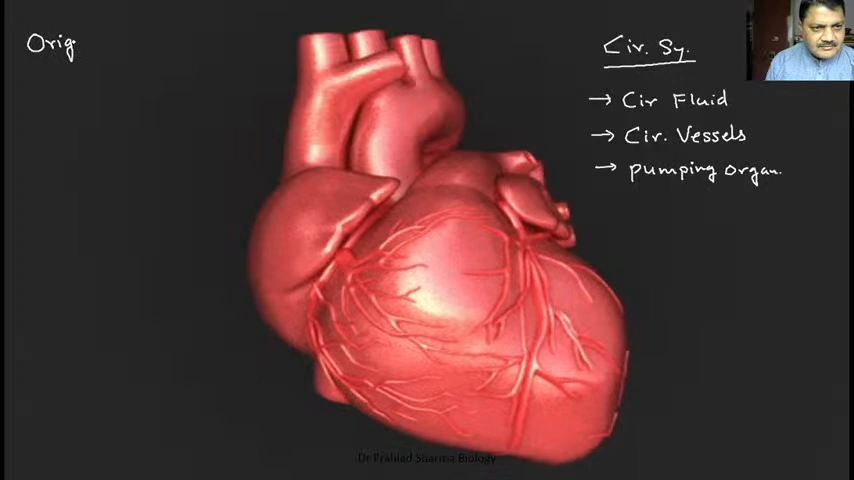 Orig
Cir. Sy.
→ Cir Fluid
→ Cir. Vessels
→ pumping organ.
Dr Prahlad Sharma Biology